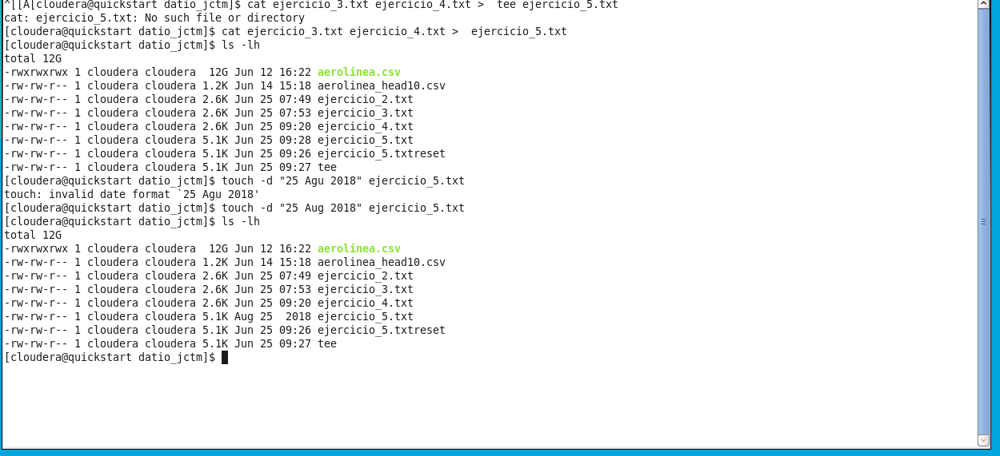 ^[[A[cloudera@quickstart datio_jctm]$ cat ejercicio_3.txt ejercicio_4.txt >  tee ejercicio_5.txt
cat: ejercicio_5.txt: No such file or directory
[cloudera@quickstart datio_jctm]$ cat ejercicio_3.txt ejercicio_4.txt >  ejercicio_5.txt
[cloudera@quickstart datio_jctm]$ ls -lh
total 12G
-rwxrwxrwx 1 cloudera cloudera  12G Jun 12 16:22 aerolinea.csv
-rw-rw-r-- 1 cloudera cloudera 1.2K Jun 14 15:18 aerolinea_head10.csv
-rw-rw-r-- 1 cloudera cloudera 2.6K Jun 25 07:49 ejercicio_2.txt
-rw-rw-r-- 1 cloudera cloudera 2.6K Jun 25 07:53 ejercicio_3.txt
-rw-rw-r-- 1 cloudera cloudera 2.6K Jun 25 09:20 ejercicio_4.txt
-rw-rw-r-- 1 cloudera cloudera 5.1K Jun 25 09:28 ejercicio_5.txt
-rw-rw-r-- 1 cloudera cloudera 5.1K Jun 25 09:26 ejercicio_5.txtreset
-rw-rw-r-- 1 cloudera cloudera 5.1K Jun 25 09:27 tee
[cloudera@quickstart datio_jctm]$ touch -d "25 Agu 2018" ejercicio_5.txt
touch: invalid date format `25 Agu 2018'
[cloudera@quickstart datio_jctm]$ touch -d "25 Aug 2018" ejercicio_5.txt
[cloudera@quickstart datio_jctm]$ ls -lh
total 12G
-rwxrwxrwx 1 cloudera cloudera  12G Jun 12 16:22 aerolinea.csv
-rw-rw-r-- 1 cloudera cloudera 1.2K Jun 14 15:18 aerolinea_head10.csv
-rw-rw-r-- 1 cloudera cloudera 2.6K Jun 25 07:49 ejercicio_2.txt
-rw-rw-r-- 1 cloudera cloudera 2.6K Jun 25 07:53 ejercicio_3.txt
-rw-rw-r-- 1 cloudera cloudera 2.6K Jun 25 09:20 ejercicio_4.txt
-rw-rw-r-- 1 cloudera cloudera 5.1K Aug 25  2018 ejercicio_5.txt
-rw-rw-r-- 1 cloudera cloudera 5.1K Jun 25 09:26 ejercicio_5.txtreset
-rw-rw-r-- 1 cloudera cloudera 5.1K Jun 25 09:27 tee
[cloudera@quickstart datio_jctm]$